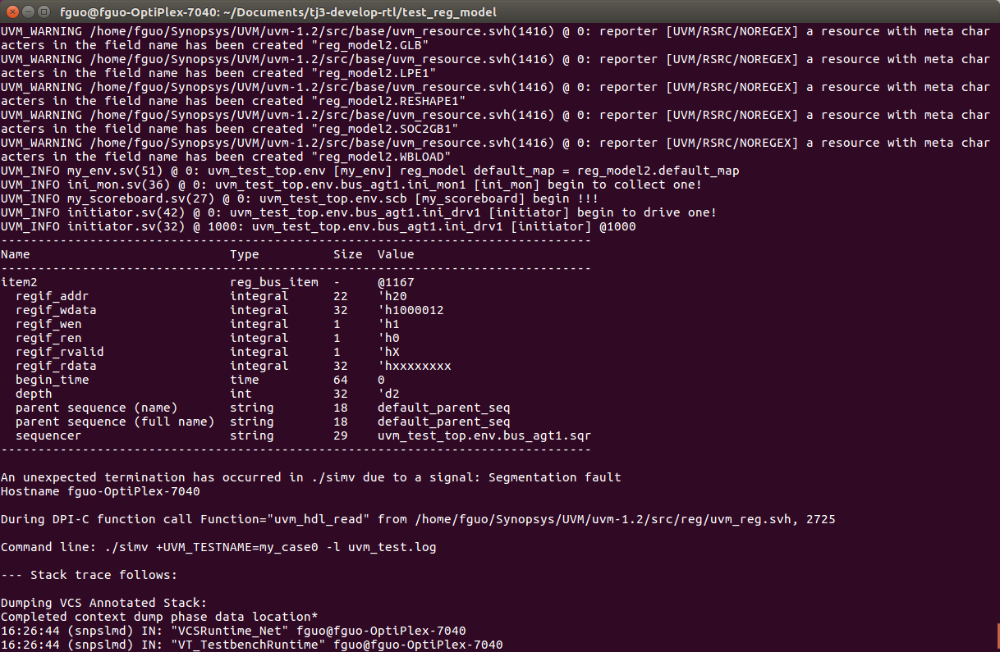 fguo@fguo-OptiPlex-7040: ~/Documents/tj3-develop-rtl/test_reg_model
UVM_WARNING /home/fguo/Synopsys/UVM/uvm-1.2/src/base/uvm_resource.svh(1416) @ 0: reporter [UVM/RSRC/NOREGEX] a resource with meta char
acters in the field name has been created "reg_model2.GLB"
UVM_WARNING /home/fguo/Synopsys/UVM/uvm-1.2/src/base/uvm_resource.svh(1416) @ 0: reporter [UVM/RSRC/NOREGEX] a resource with meta char
acters in the field name has been created "reg_model2.LPE1"
UVM_WARNING /home/fguo/Synopsys/UVM/uvm-1.2/src/base/uvm_resource.svh(1416) @ 0: reporter [UVM/RSRC/NOREGEX] a resource with meta char
acters in the field name has been created "reg_model2.RESHAPE1"
UVM_WARNING /home/fguo/Synopsys/UVM/uvm-1.2/src/base/uvm_resource.svh(1416) @ 0: reporter [UVM/RSRC/NOREGEX] a resource with meta char
acters in the field name has been created "reg_model2.SOC2GB1"
UVM_WARNING /home/fguo/Synopsys/UVM/uvm-1.2/src/base/uvm_resource.svh(1416) @ 0: reporter [UVM/RSRC/NOREGEX] a resource with meta char
acters in the field name has been created "reg_model2.WBLOAD"
UVM_INFO my_env.sv(51) @ 0: uvm_test_top.env [my_env] reg_model default_map = reg_model2.default_map
UVM_INFO ini_mon.sv(36) @ 0: uvm_test_top.env.bus_agt1.ini_mon1 [ini_mon] begin to collect one!
UVM_INFO my_scoreboard.sv(27) @ 0: uvm_test_top.env.scb [my_scoreboard] begin !!!
UVM_INFO initiator.sv(42) @ 0: uvm_test_top.env.bus_agt1.ini_drv1 [initiator] begin to drive one!
UVM_INFO initiator.sv(32) @ 1000: uvm_test_top.env.bus_agt1.ini_drv1 [initiator] @1000
--------------------------------------------------------------------------------
Name                           Type          Size  Value
--------------------------------------------------------------------------------
item2                          reg_bus_item  -     @1167
  regif_addr                   integral      22    'h20
  regif_wdata                  integral      32    'h1000012
  regif_wen                    integral      1     'h1
  regif_ren                    integral      1     'h0
  regif_rvalid                 integral      1     'hX
  regif_rdata                  integral      32    'hxxxxxxxx
  begin_time                   time          64    0
  depth                        int           32    'd2
  parent sequence (name)       string        18    default_parent_seq
  parent sequence (full name)  string        18    default_parent_seq
  sequencer                    string        29    uvm_test_top.env.bus_agt1.sqr
--------------------------------------------------------------------------------
An unexpected termination has occurred in ./simv due to a signal: Segmentation fault
Hostname fguo-OptiPlex-7040
During DPI-C function call Function="uvm_hdl_read" from /home/fguo/Synopsys/UVM/uvm-1.2/src/reg/uvm_reg.svh, 2725
Command line: ./simv +UVM_TESTNAME=my_case0 -l uvm_test.log
--- Stack trace follows:
Dumping VCS Annotated Stack:
Completed context dump phase data location*
16:26:44 (snpslmd) IN: "VCSRuntime_Net" fguo@fguo-OptiPlex-7040
16:26:44 (snpslmd) IN: "VT_TestbenchRuntime" fguo@fguo-OptiPlex-7040